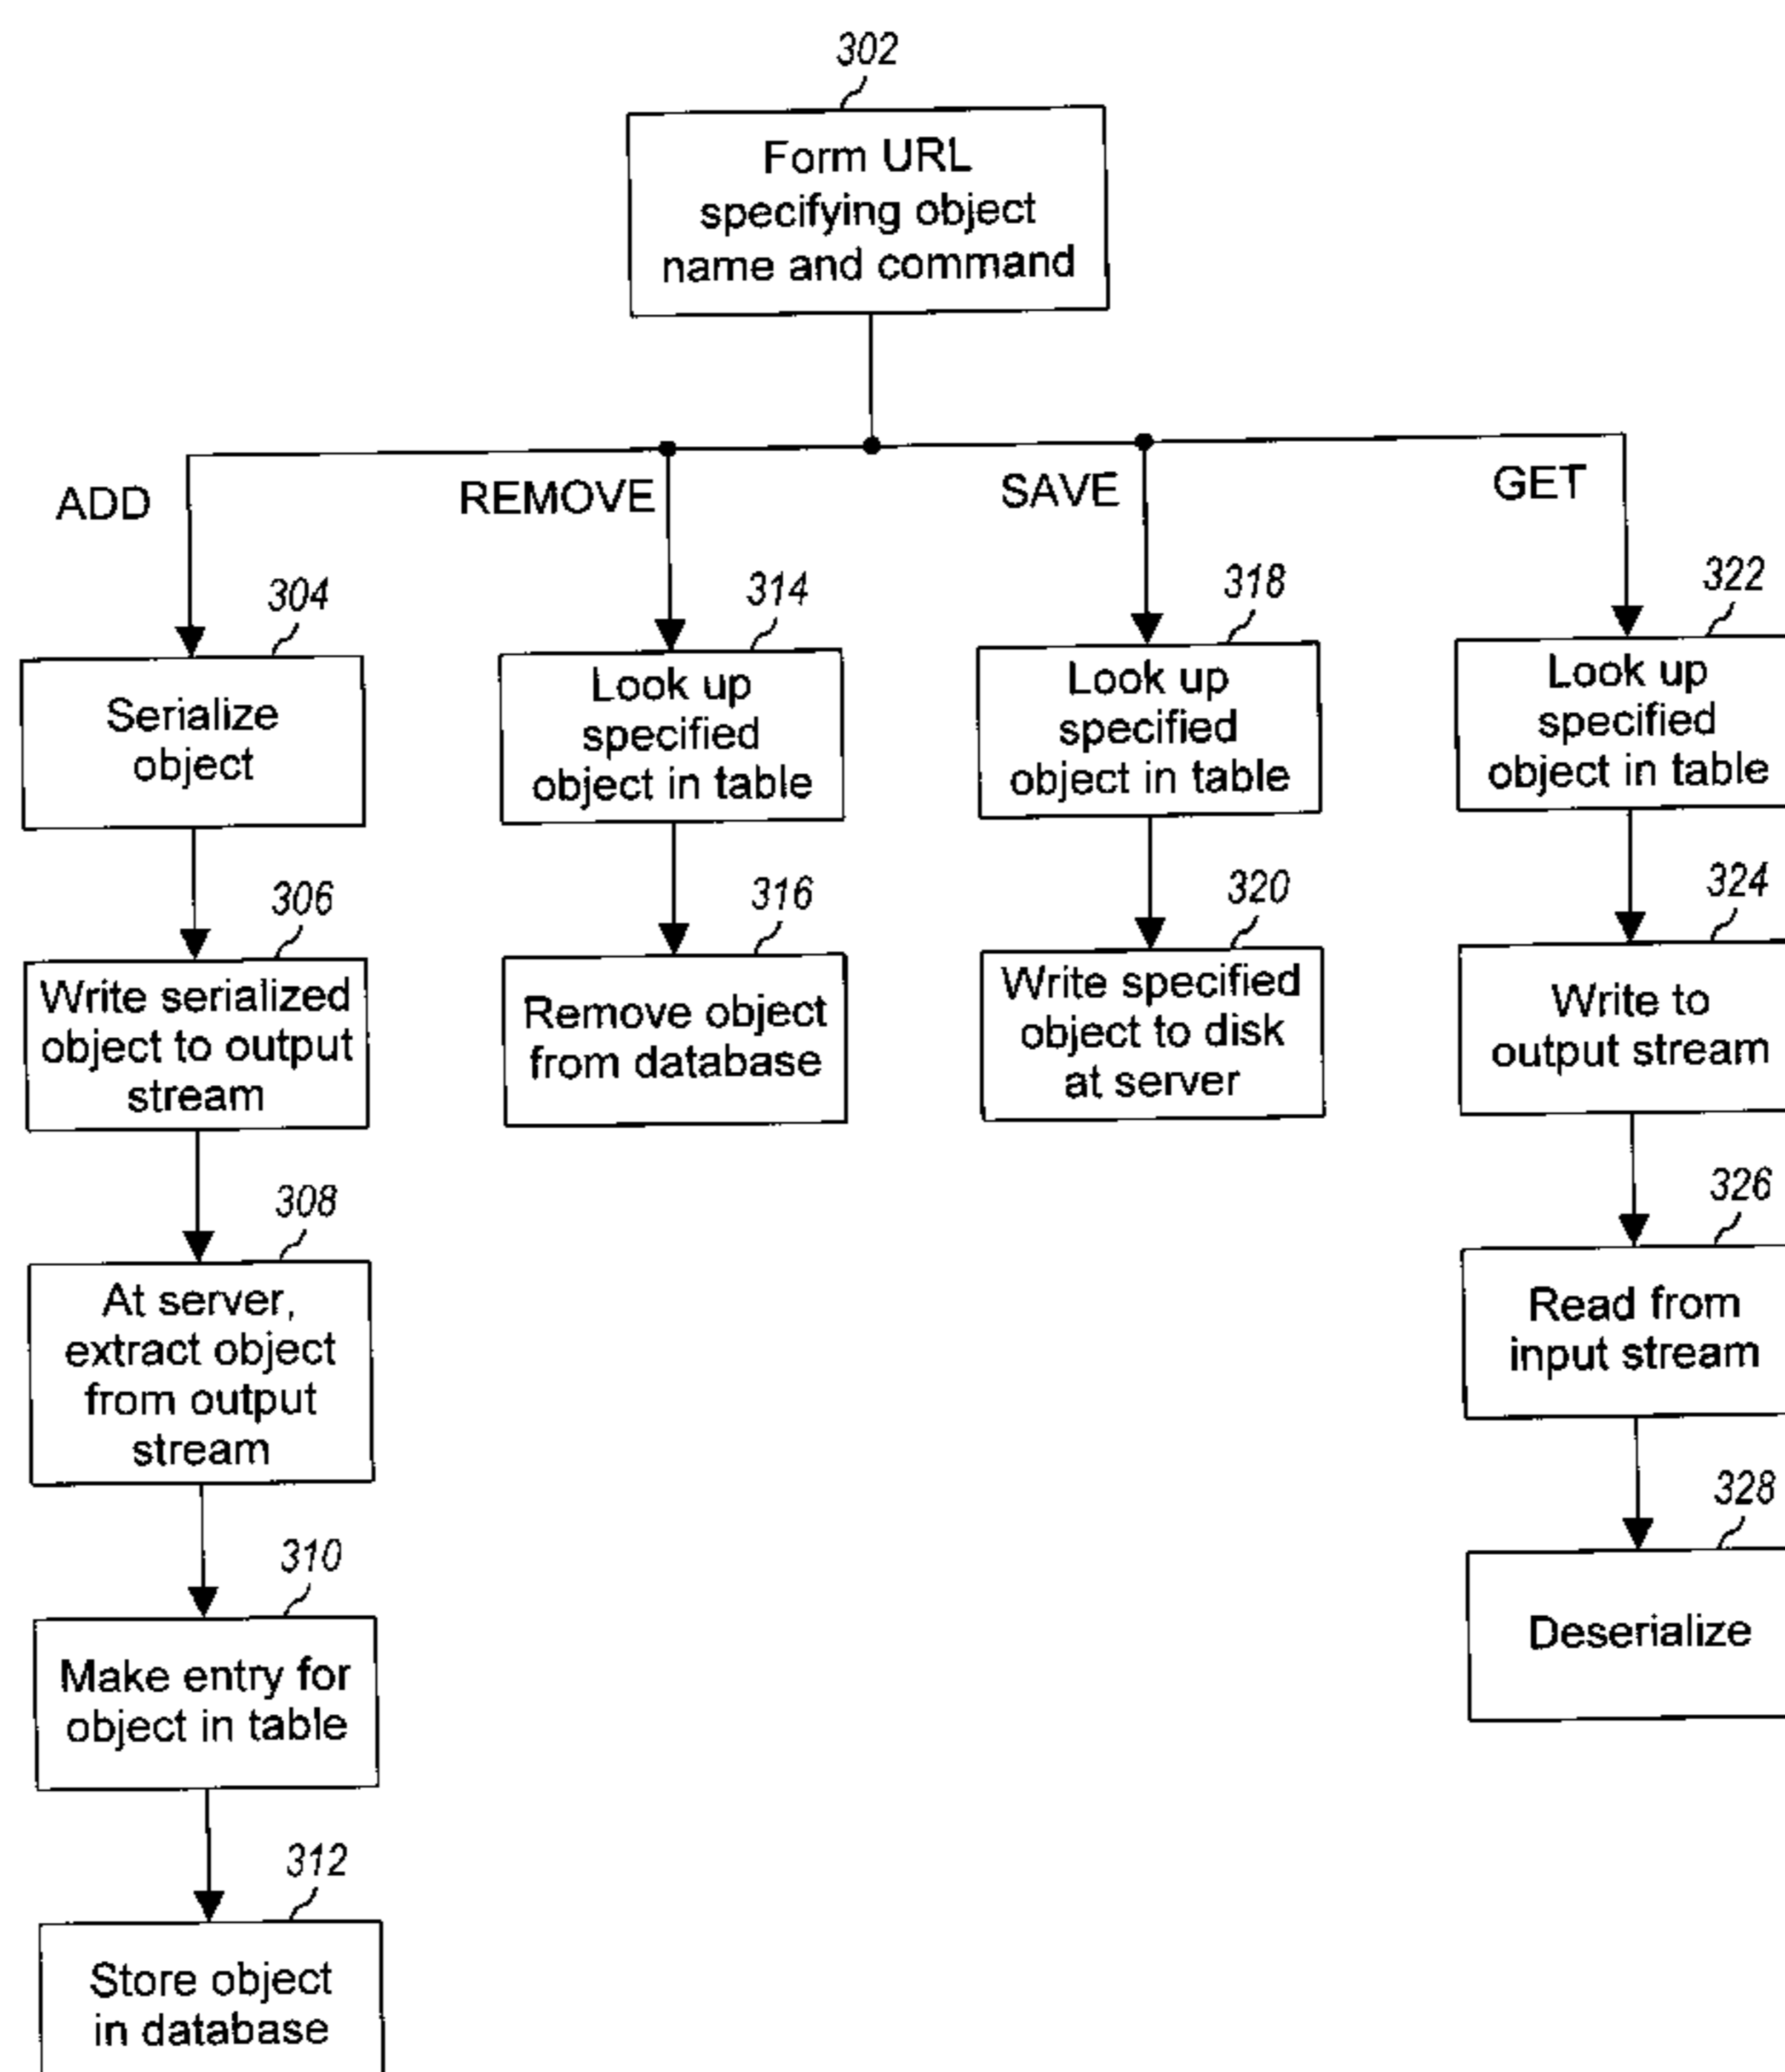 302
Form URL
specifying object
name and command
ADD
REMOVE
SAVE
GET
304
Serialize
object
306
Write serialized
object to output
stream
308
At server,
extract object
from output
stream
310
Make entry for
object in table
312
Store object
in database
314
Look up
specified
object in table
316
Remove object
from database
318
Look up
specified
object in table
320
Write specified
object to disk
at server
322
Look up
specified
object in table
324
Write to
output stream
326
Read from
input stream
328
Deserialize